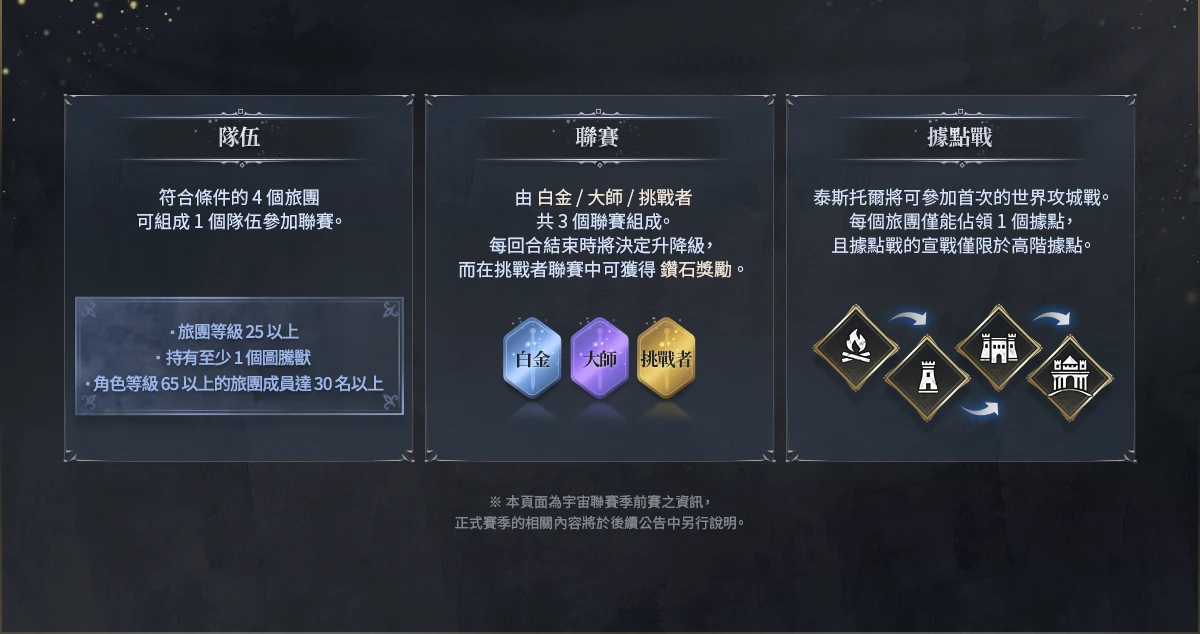 隊伍
符合條件的 4 個旅團
可組成 1 個隊伍參加聯賽。
· 旅團等級 25 以上
· 持有至少 1 個圖騰獸
· 角色等級 65 以上的旅團成員達 30 名以上
聯賽
由 白金 / 大師 / 挑戰者
共 3 個聯賽組成。
每回合結束時將決定升降級，
而在挑戰者聯賽中可獲得 鑽石獎勵。
白金
大師
挑戰者
據點戰
泰斯托爾將可參加首次的世界攻城戰。
每個旅團僅能佔領 1 個據點，
且據點戰的宣戰僅限於高階據點。
※ 本頁面為宇宙聯賽季前賽之資訊，
正式賽季的相關內容將於後續公告中另行說明。